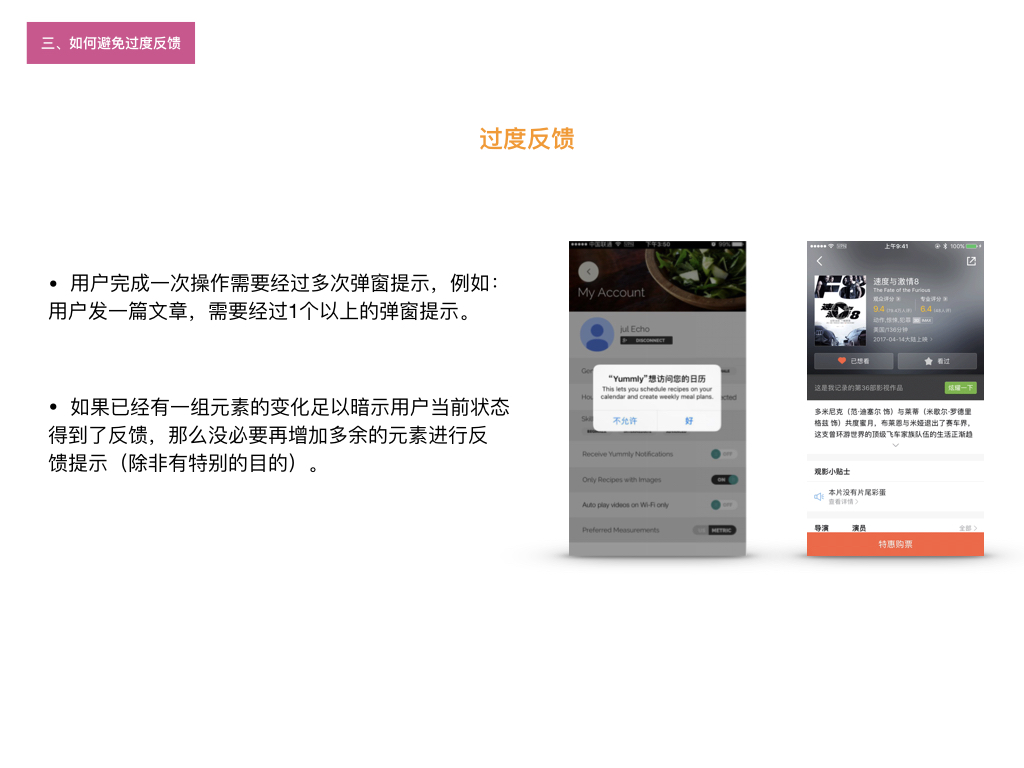 三、如何避免过度反馈
过度反馈
• 用户完成一次操作需要经过多次弹窗提示，例如：
用户发一篇文章，需要经过1个以上的弹窗提示。
• 如果已经有一组元素的变化足以暗示用户当前状态
得到了反馈，那么没必要再增加多余的元素进行反
馈提示（除非有特别的目的）。
中国联通 下午3:50 99%
My Account
jul Echo
DISCONNECT
“Yummly”想访问您的日历
This lets you schedule recipes on your
calendar and create weekly meal plans.
不允许 好
Receive Yummly Notifications OFF
Only Recipes with Images ON
Auto play videos on Wi-Fi only OFF
Preferred Measurements METRIC
上午9:41 100%
速度与激情8
The Fate of the Furious
观众评分 专业评分
9.4 6.4
动作,惊悚,犯罪
美国/136分钟
2017-04-14大陆上映
已想看 看过
这是我记录的第36部影视作品 炫耀一下
多米尼克（范·迪塞尔 饰）与莱蒂（米歇尔·罗德里
格兹 饰）共度蜜月，布莱恩与米娅退出了赛车界，
这支曾环游世界的顶级飞车家族队伍的生活正渐趋
观影小贴士
本片没有片尾彩蛋
查看详情
导演 演员 全部
特惠购票